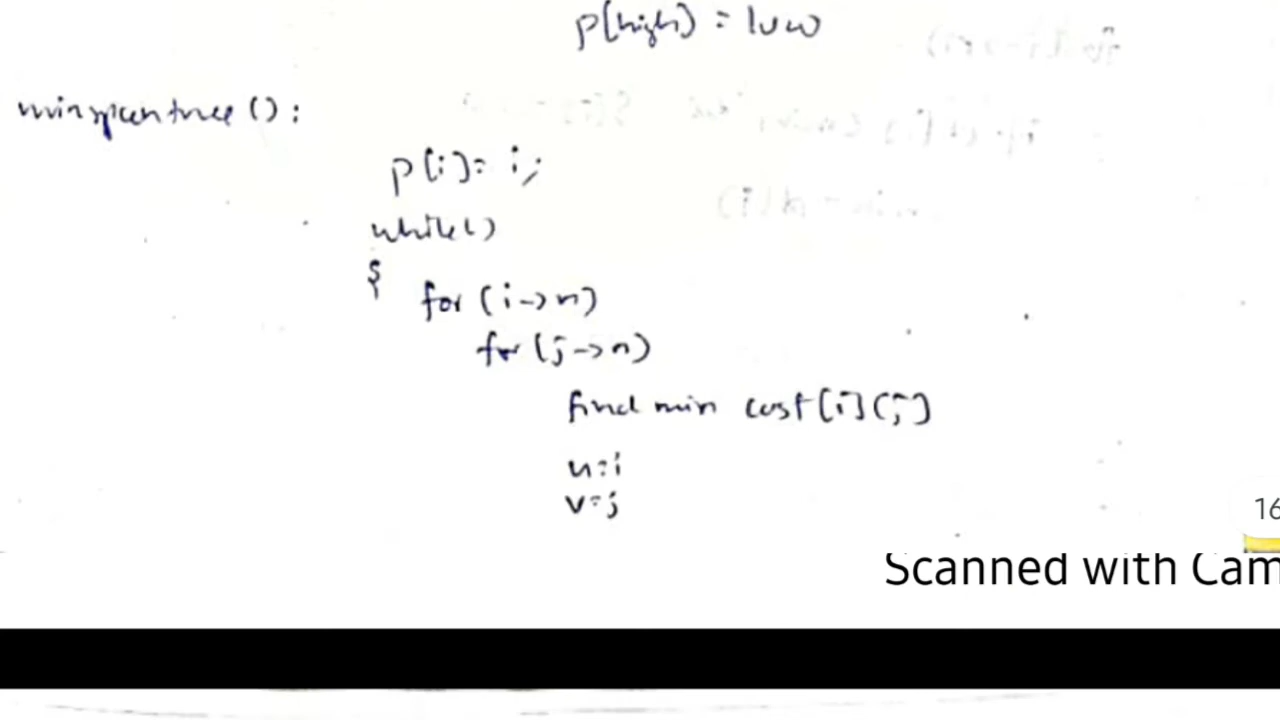 p[high] = low
minspantree () :
p[i] = i;
while()
{ for (i->n)
for (j->n)
find min cost[i][j]
u=i
v=j
16
Scanned with Cam